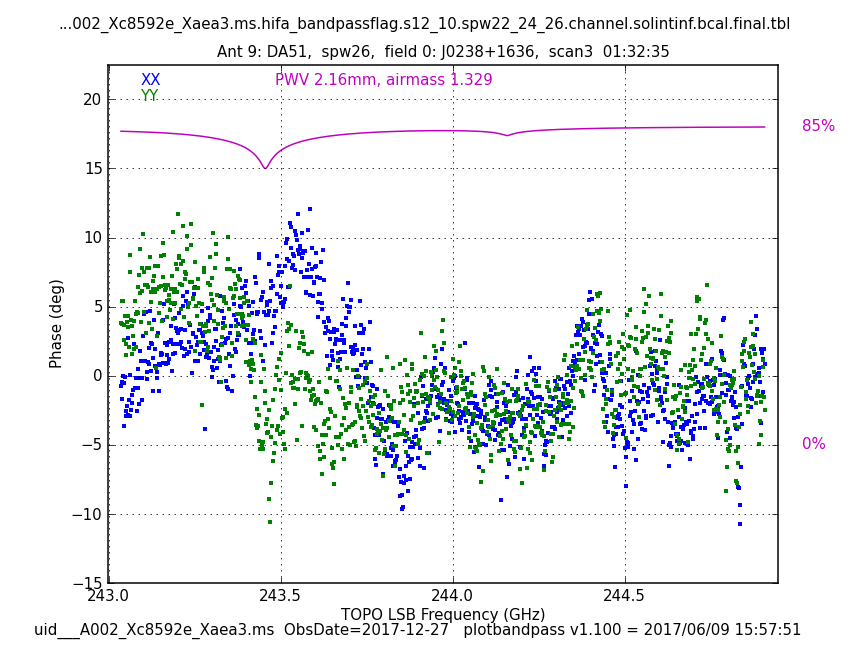 ...002_Xc8592e_Xaea3.ms.hifa_bandpassflag.s12_10.spw22_24_26.channel.solintinf.bcal.final.tbl
Ant 9: DA51,  spw26,  field 0: J0238+1636,  scan3  01:32:35
XX
PWV 2.16mm, airmass 1.329
YY
20
85%
15
10
5
0
−5
0%
−10
−15
Phase (deg)
243.0 243.5 244.0 244.5
TOPO LSB Frequency (GHz)
uid___A002_Xc8592e_Xaea3.ms  ObsDate=2017-12-27   plotbandpass v1.100 = 2017/06/09 15:57:51